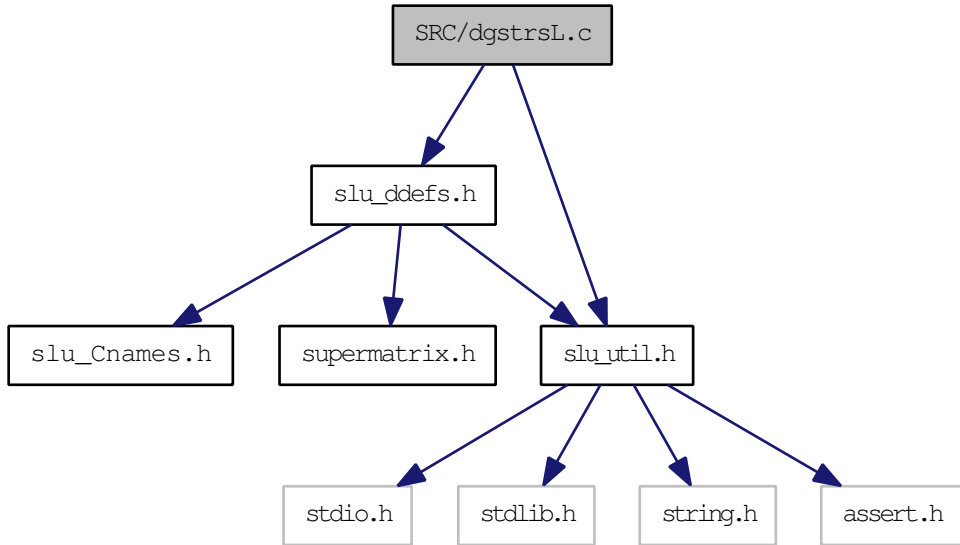 SRC/dgstrsL.c
slu_ddefs.h
slu_Cnames.h
supermatrix.h
slu_util.h
stdio.h
stdlib.h
string.h
assert.h